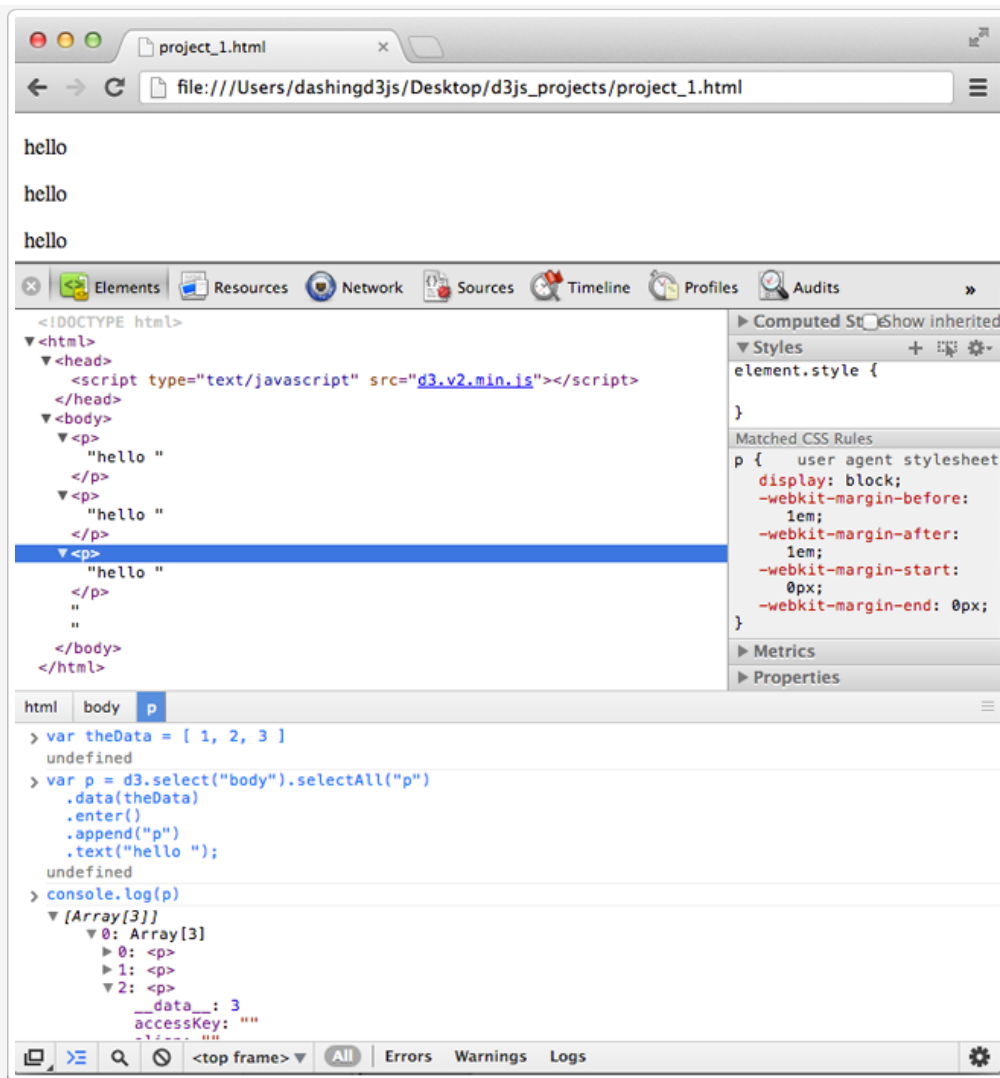 project_1.html
file:///Users/dashingd3js/Desktop/d3js_projects/project_1.html
hello
hello
hello
Elements Resources Network Sources Timeline Profiles Audits »
<!DOCTYPE html>
▼<html>
▼<head>
<script type="text/javascript" src="d3.v2.min.js"></script>
</head>
▼<body>
▼<p>
"hello "
</p>
▼<p>
"hello "
</p>
▼<p>
"hello "
</p>
"
"
</body>
</html>
▶ Computed St Show inherited
▼ Styles
element.style {
}
Matched CSS Rules
p { user agent stylesheet
display: block;
-webkit-margin-before:
1em;
-webkit-margin-after:
1em;
-webkit-margin-start:
0px;
-webkit-margin-end: 0px;
}
▶ Metrics
▶ Properties
html body p
> var theData = [ 1, 2, 3 ]
undefined
> var p = d3.select("body").selectAll("p")
.data(theData)
.enter()
.append("p")
.text("hello ");
undefined
> console.log(p)
▼ [Array[3]]
▼ 0: Array[3]
▶ 0: <p>
▶ 1: <p>
▼ 2: <p>
__data__: 3
accessKey: ""
<top frame> ▼ All Errors Warnings Logs